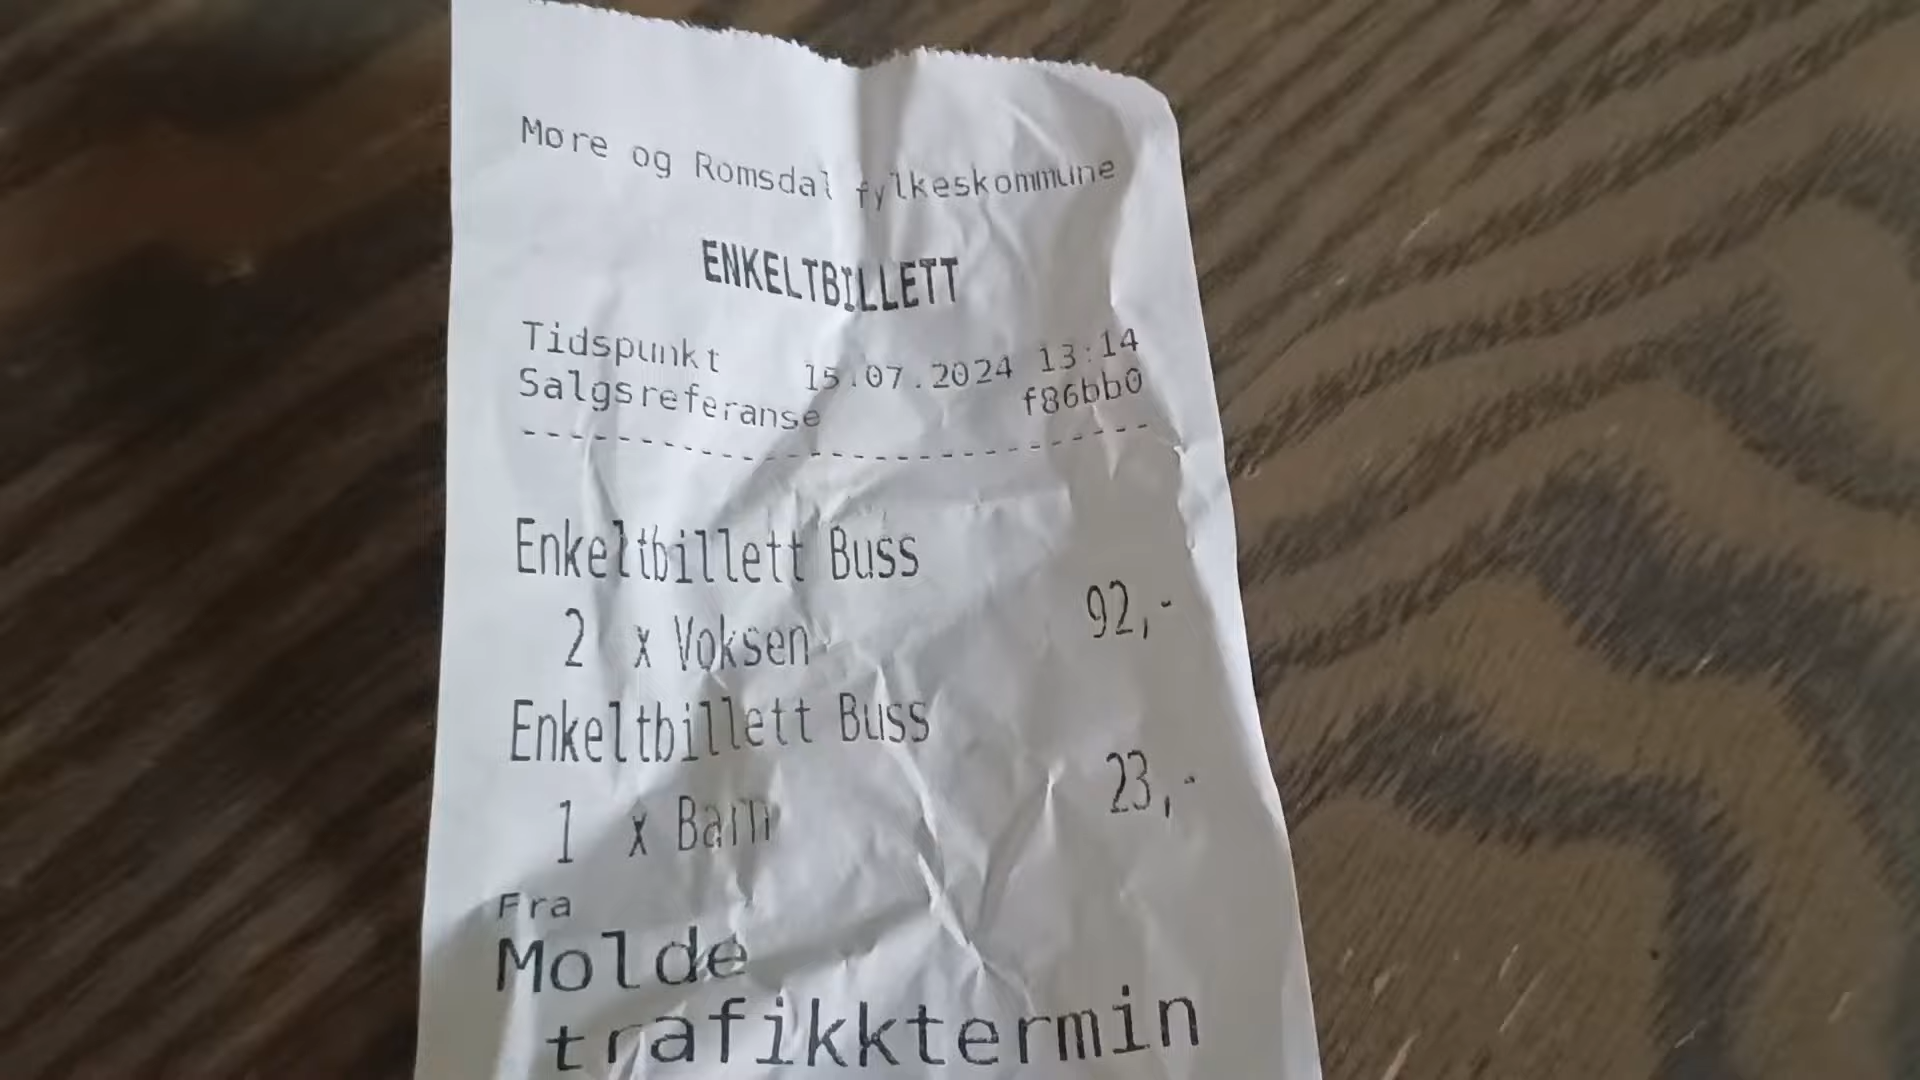 Møre og Romsdal fylkeskommune
ENKELTBILLETT
Tidspunkt 15.07.2024 13:14
Salgsreferanse f86bb0
--------------------------------
Enkeltbillett Buss
2 x Voksen 92,-
Enkeltbillett Buss
1 x Barn 23,-
Fra
Molde
trafikktermin